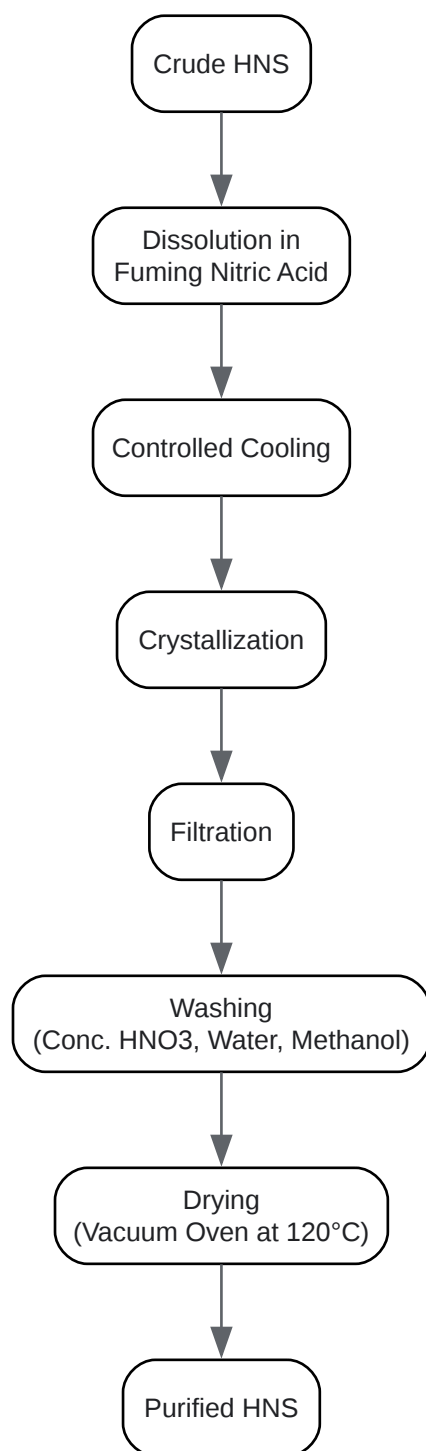 Crude HNS
Dissolution in
Fuming Nitric Acid
Controlled Cooling
Crystallization
Filtration
Washing
(Conc. HNO3, Water, Methanol)
Drying
(Vacuum Oven at 120°C)
Purified HNS